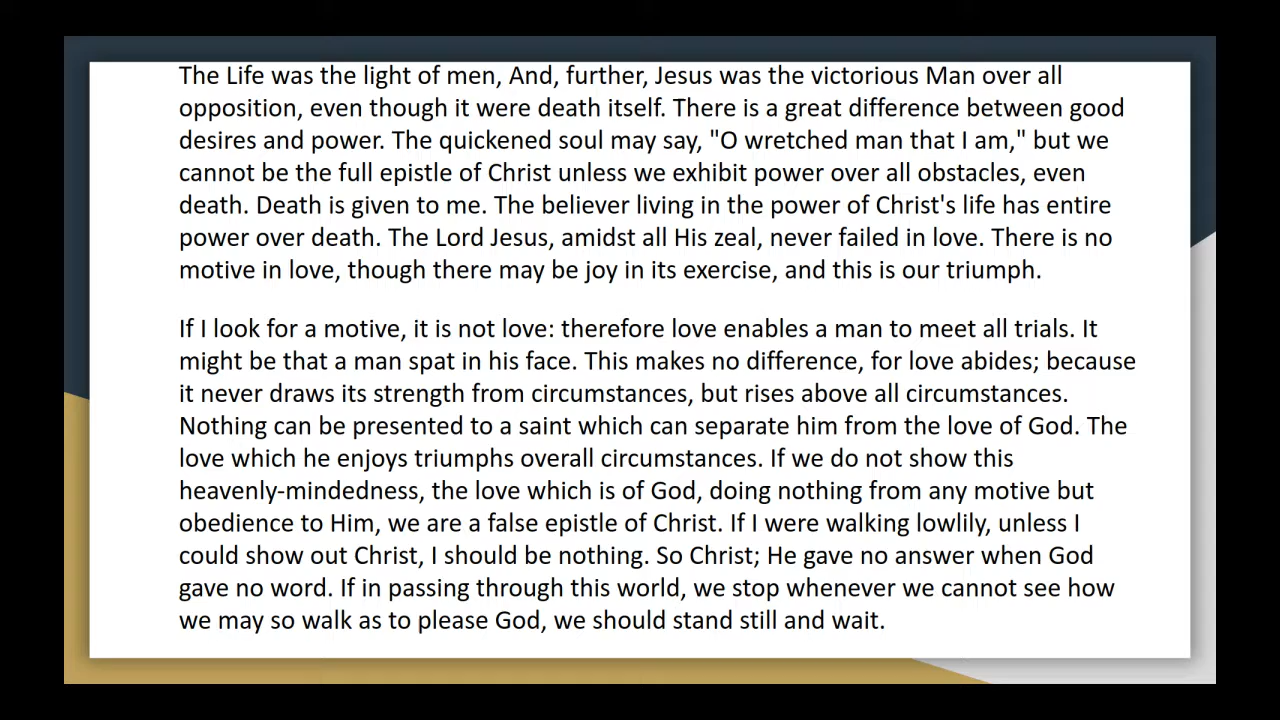 The Life was the light of men, And, further, Jesus was the victorious Man over all
opposition, even though it were death itself. There is a great difference between good
desires and power. The quickened soul may say, "O wretched man that I am," but we
cannot be the full epistle of Christ unless we exhibit power over all obstacles, even
death. Death is given to me. The believer living in the power of Christ's life has entire
power over death. The Lord Jesus, amidst all His zeal, never failed in love. There is no
motive in love, though there may be joy in its exercise, and this is our triumph.
If I look for a motive, it is not love: therefore love enables a man to meet all trials. It
might be that a man spat in his face. This makes no difference, for love abides; because
it never draws its strength from circumstances, but rises above all circumstances.
Nothing can be presented to a saint which can separate him from the love of God. The
love which he enjoys triumphs overall circumstances. If we do not show this
heavenly-mindedness, the love which is of God, doing nothing from any motive but
obedience to Him, we are a false epistle of Christ. If I were walking lowlily, unless I
could show out Christ, I should be nothing. So Christ; He gave no answer when God
gave no word. If in passing through this world, we stop whenever we cannot see how
we may so walk as to please God, we should stand still and wait.